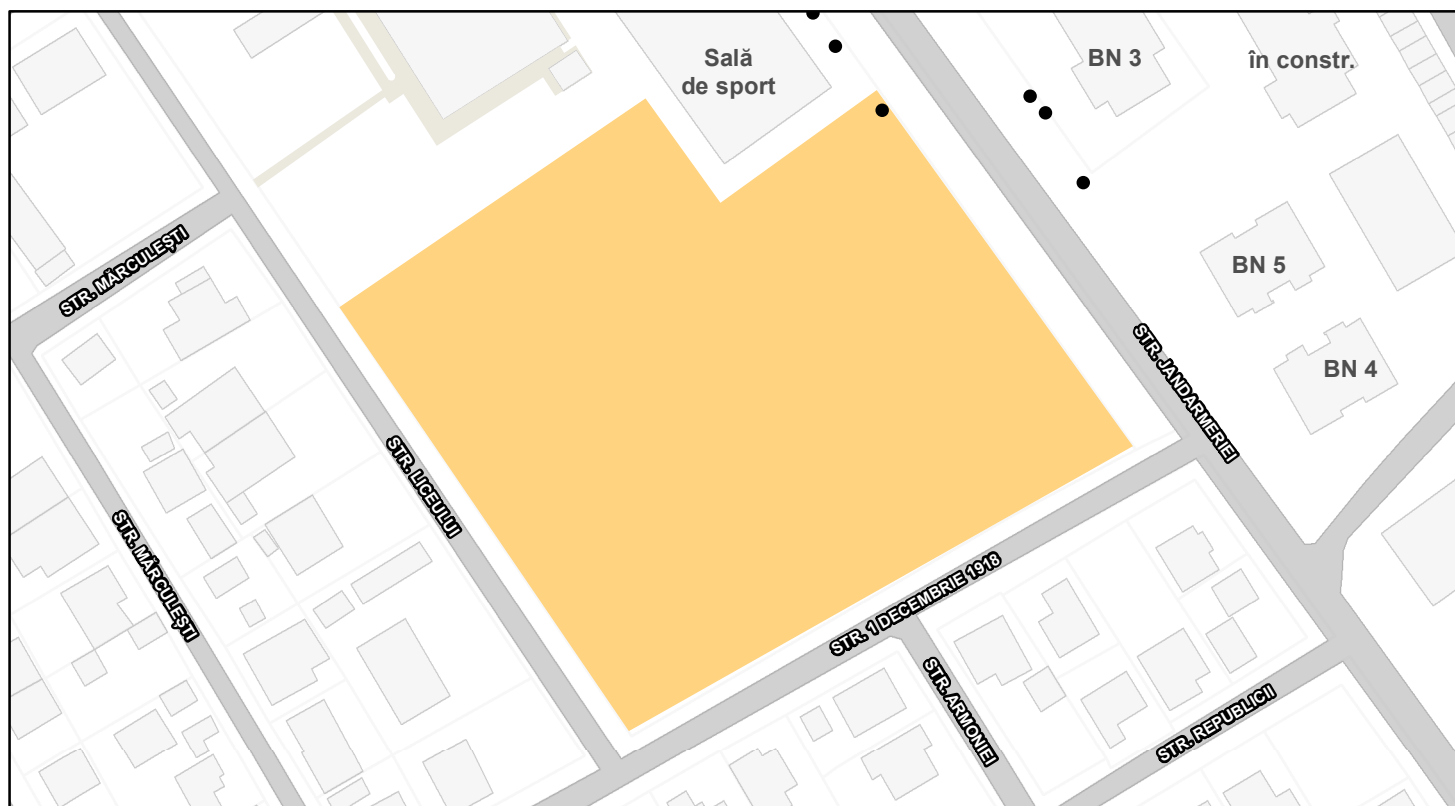 Sală
de sport
BN 3
în constr.
STR. MĂRCULEȘTI
BN 5
BN 4
STR. JANDARMERIEI
STR. LICEULUI
STR. MĂRCULEȘTI
STR. 1 DECEMBRIE 1918
STR. ARMONIEI
STR. REPUBLICII